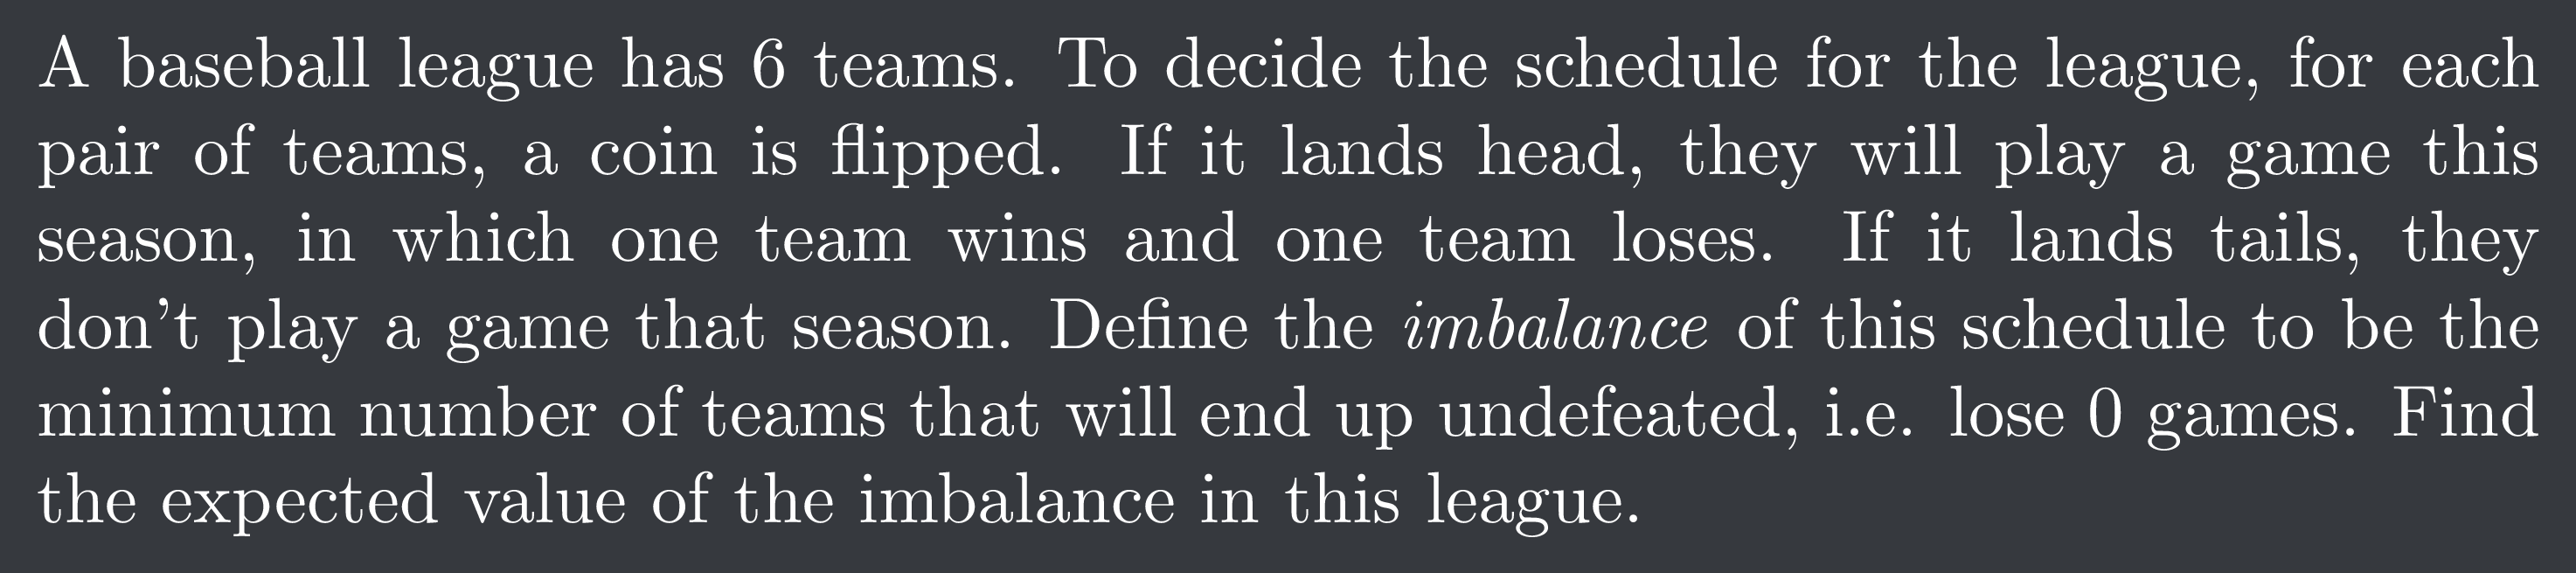 A baseball league has 6 teams. To decide the schedule for the league, for each
pair of teams, a coin is flipped. If it lands head, they will play a game this
season, in which one team wins and one team loses. If it lands tails, they
don’t play a game that season. Define the imbalance of this schedule to be the
minimum number of teams that will end up undefeated, i.e. lose 0 games. Find
the expected value of the imbalance in this league.